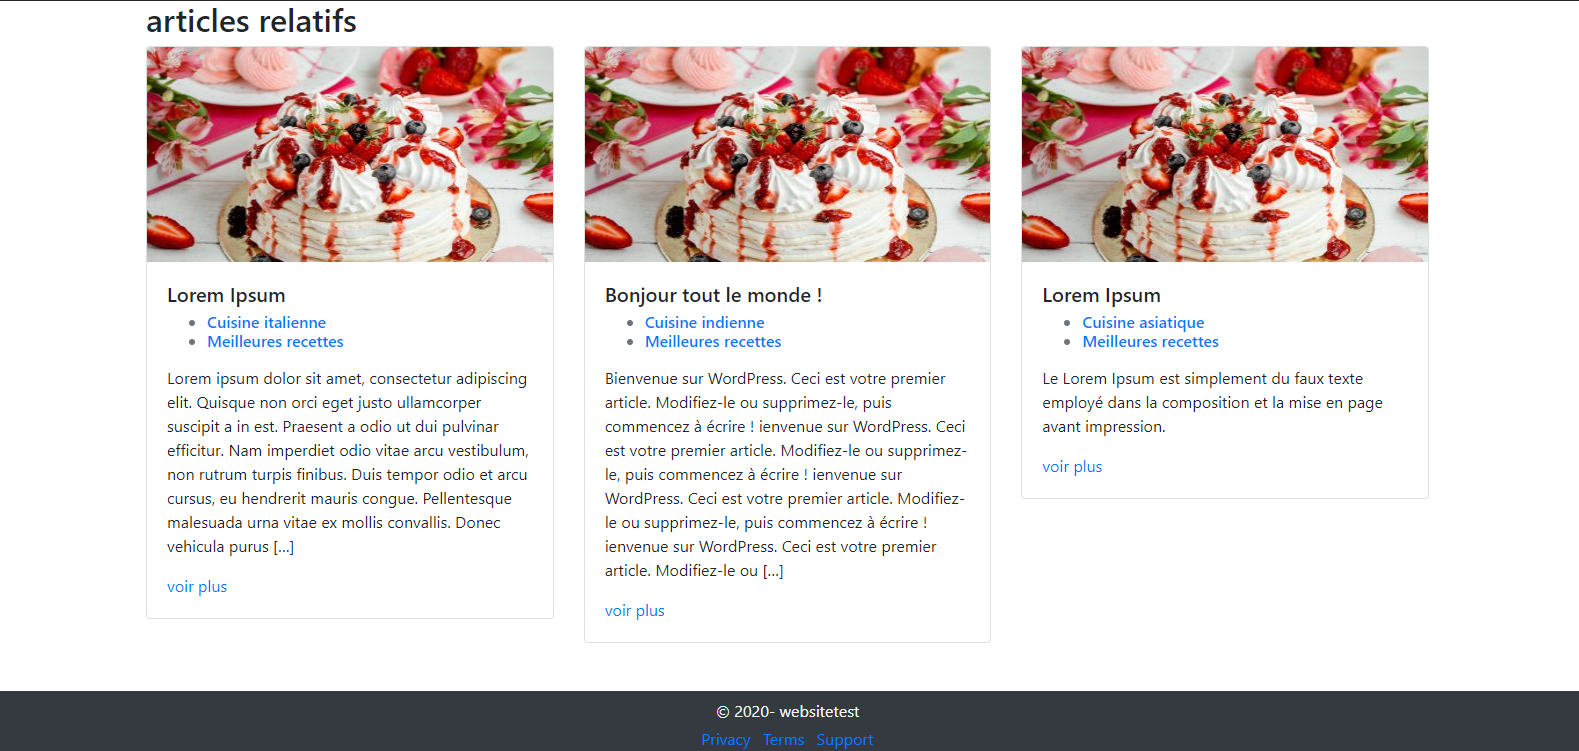 articles relatifs
Lorem Ipsum
Cuisine italienne
Meilleures recettes
Lorem ipsum dolor sit amet, consectetur adipiscing
elit. Quisque non orci eget justo ullamcorper
suscipit a in est. Praesent a odio ut dui pulvinar
efficitur. Nam imperdiet odio vitae arcu vestibulum,
non rutrum turpis finibus. Duis tempor odio et arcu
cursus, eu hendrerit mauris congue. Pellentesque
malesuada urna vitae ex mollis convallis. Donec
vehicula purus [...]
voir plus
Bonjour tout le monde !
Cuisine indienne
Meilleures recettes
Bienvenue sur WordPress. Ceci est votre premier
article. Modifiez-le ou supprimez-le, puis
commencez à écrire ! ienvenue sur WordPress. Ceci
est votre premier article. Modifiez-le ou supprimez-
le, puis commencez à écrire ! ienvenue sur
WordPress. Ceci est votre premier article. Modifiez-
le ou supprimez-le, puis commencez à écrire !
ienvenue sur WordPress. Ceci est votre premier
article. Modifiez-le ou [...]
voir plus
Lorem Ipsum
Cuisine asiatique
Meilleures recettes
Le Lorem Ipsum est simplement du faux texte
employé dans la composition et la mise en page
avant impression.
voir plus
© 2020- websitetest
Privacy Terms Support